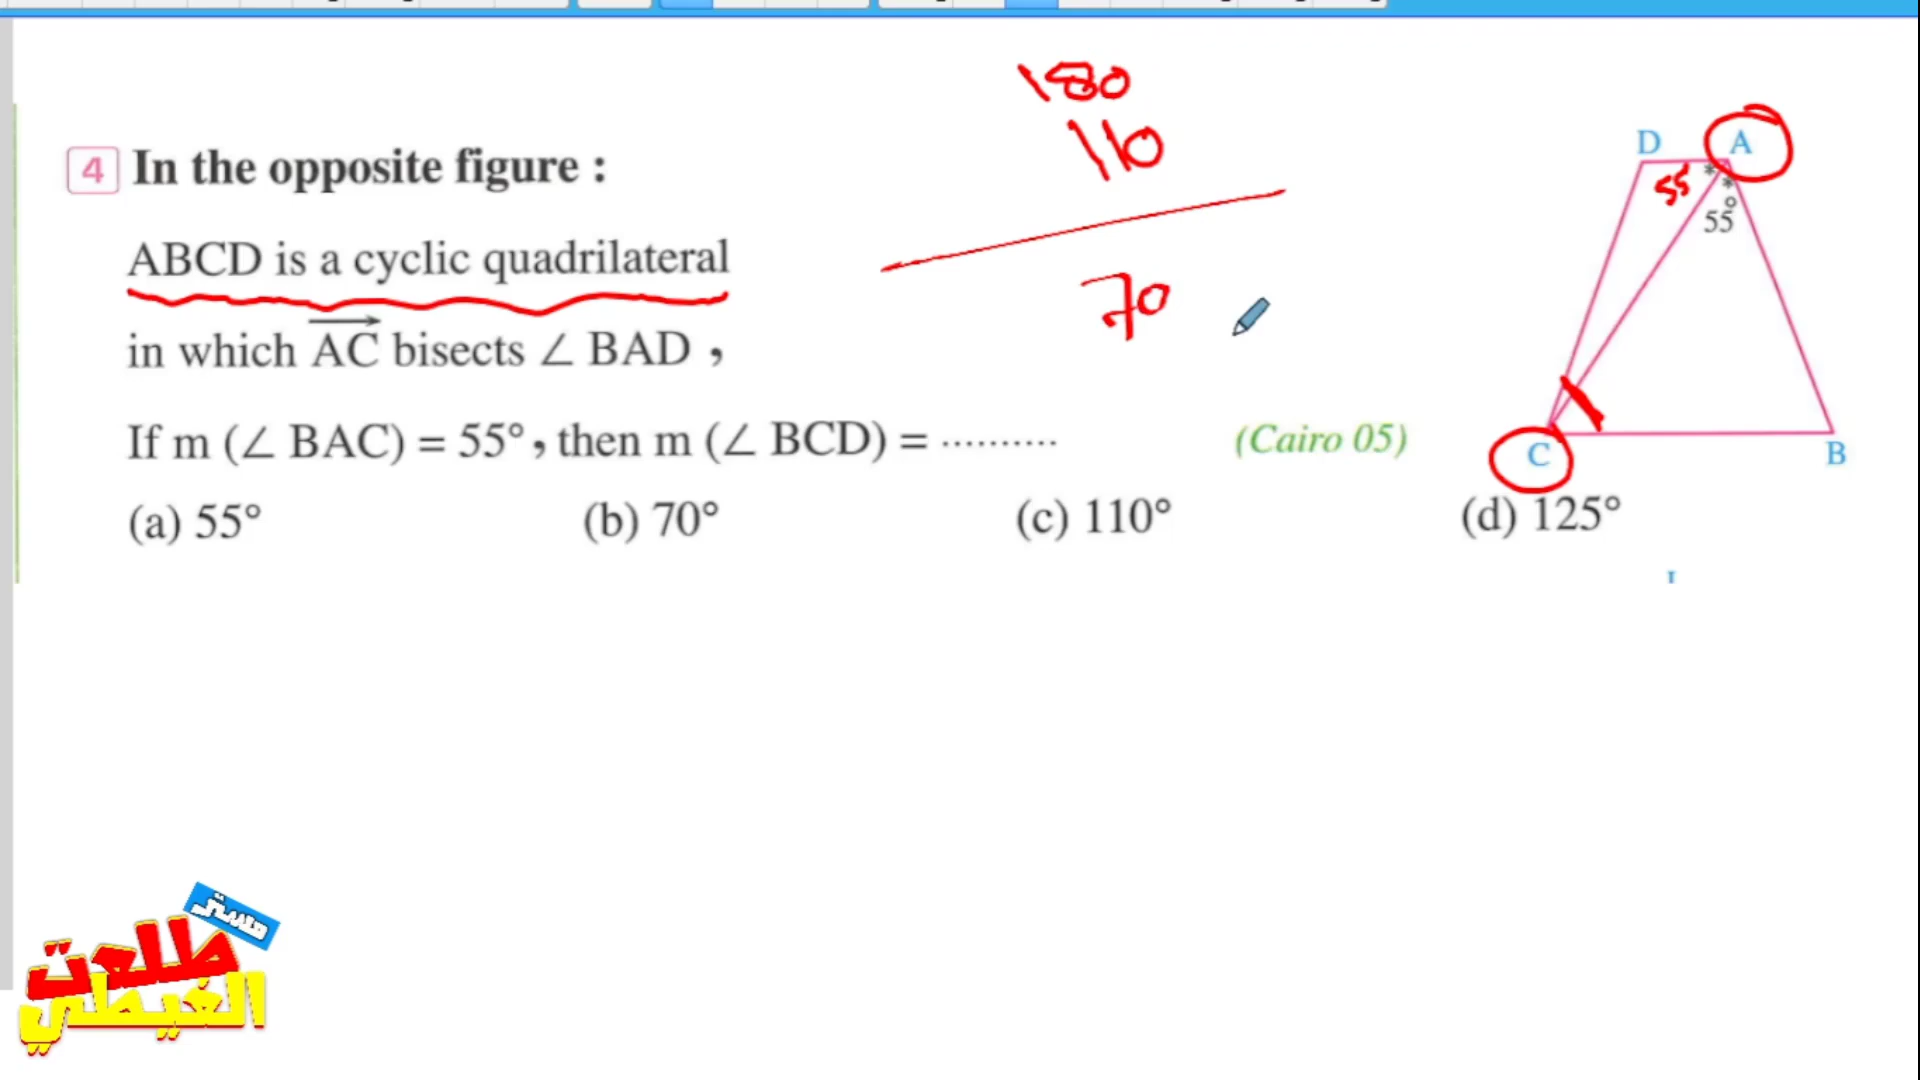 180
110
70
4 In the opposite figure :
ABCD is a cyclic quadrilateral
in which AC bisects ∠ BAD ,
If m (∠ BAC) = 55° , then m (∠ BCD) = ·········· (Cairo 05)
(a) 55° (b) 70° (c) 110° (d) 125°
D A
55 * *
55°
C B
مستر
طلعت
الغيطي